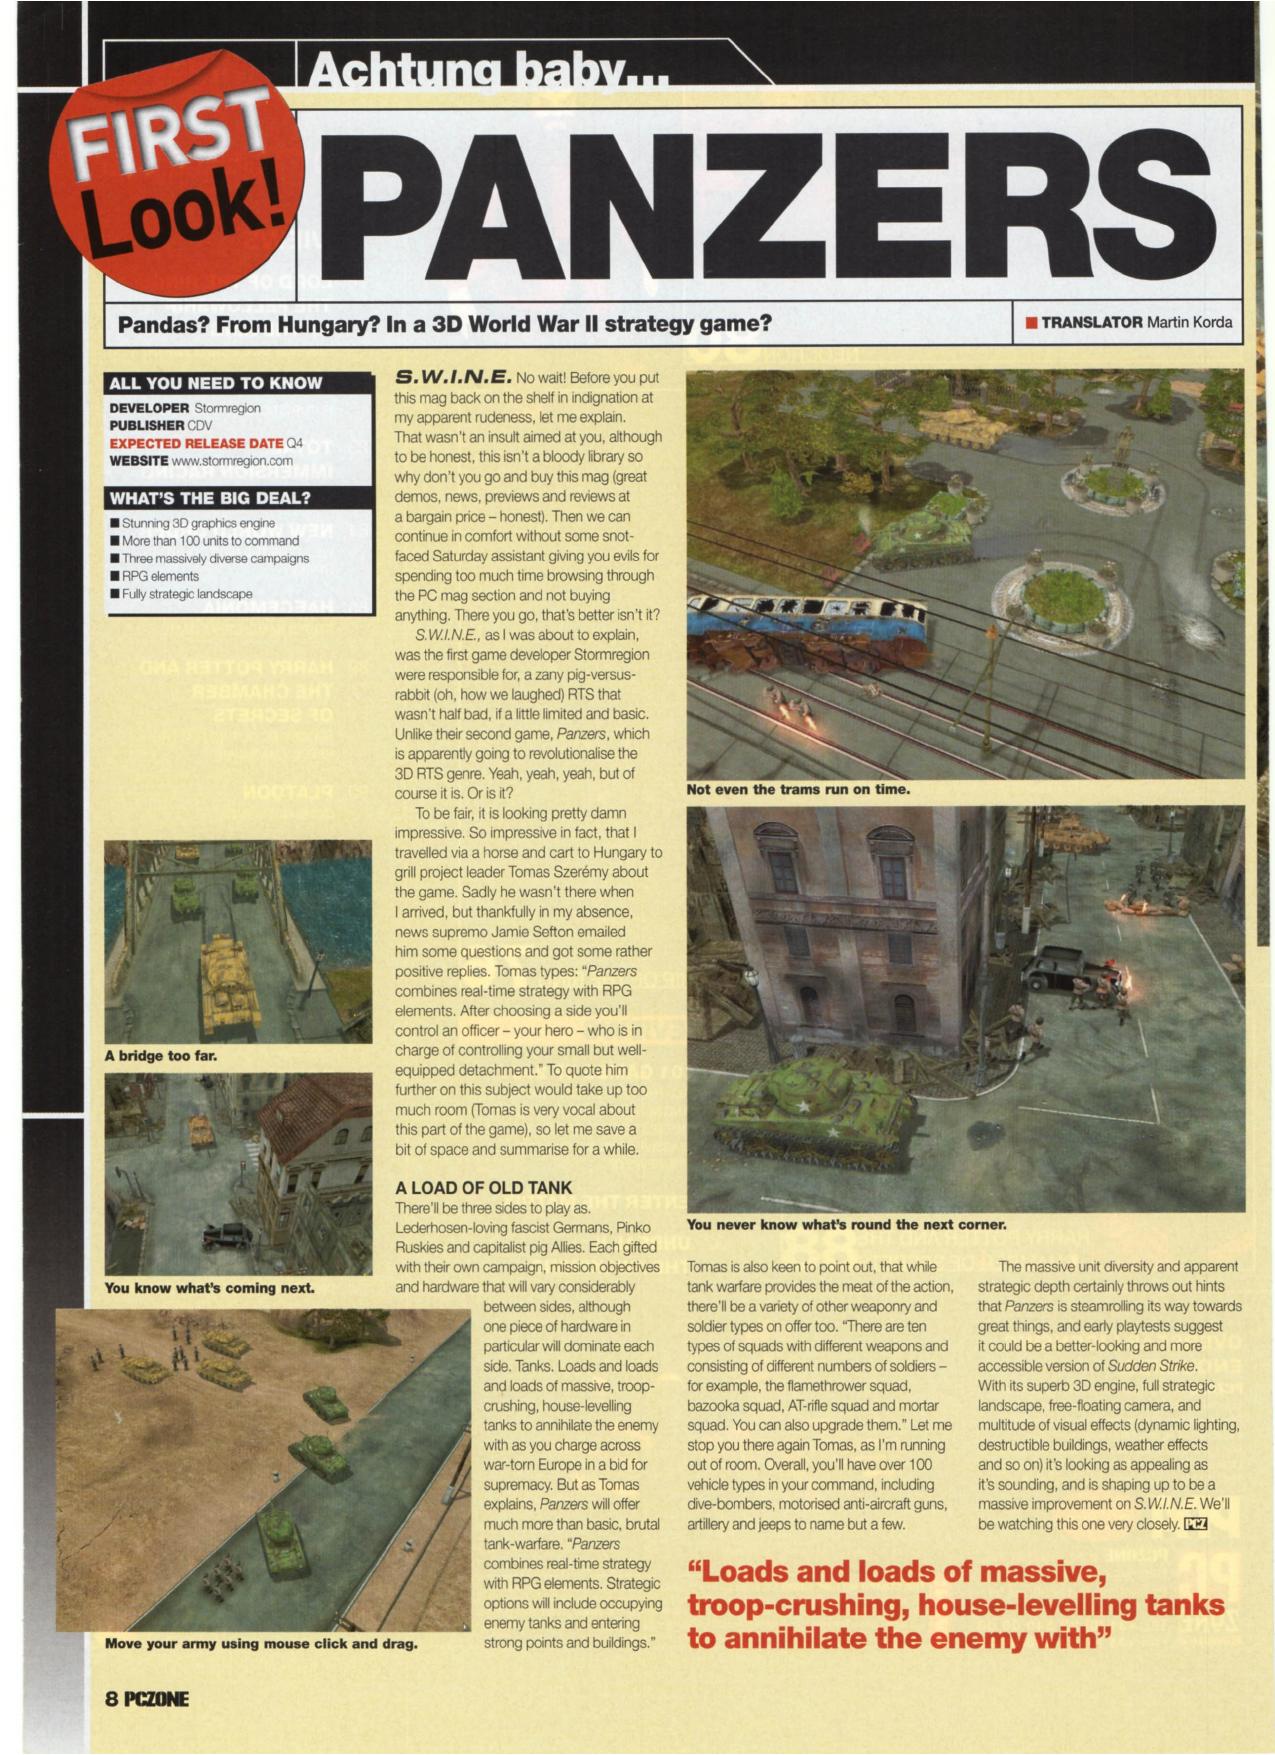 Achtung baby...
FIRST
Look!
PANZERS
Pandas? From Hungary? In a 3D World War II strategy game?
■ TRANSLATOR Martin Korda
ALL YOU NEED TO KNOW
DEVELOPER Stormregion
PUBLISHER CDV
EXPECTED RELEASE DATE Q4
WEBSITE www.stormregion.com
WHAT'S THE BIG DEAL?
■ Stunning 3D graphics engine
■ More than 100 units to command
■ Three massively diverse campaigns
■ RPG elements
■ Fully strategic landscape
A bridge too far.
You know what's coming next.
Move your army using mouse click and drag.
S.W.I.N.E. No wait! Before you put
this mag back on the shelf in indignation at
my apparent rudeness, let me explain.
That wasn't an insult aimed at you, although
to be honest, this isn't a bloody library so
why don't you go and buy this mag (great
demos, news, previews and reviews at
a bargain price – honest). Then we can
continue in comfort without some snot-
faced Saturday assistant giving you evils for
spending too much time browsing through
the PC mag section and not buying
anything. There you go, that's better isn't it?
S.W.I.N.E., as I was about to explain,
was the first game developer Stormregion
were responsible for, a zany pig-versus-
rabbit (oh, how we laughed) RTS that
wasn't half bad, if a little limited and basic.
Unlike their second game, Panzers, which
is apparently going to revolutionalise the
3D RTS genre. Yeah, yeah, yeah, but of
course it is. Or is it?
To be fair, it is looking pretty damn
impressive. So impressive in fact, that I
travelled via a horse and cart to Hungary to
grill project leader Tomas Szerémy about
the game. Sadly he wasn't there when
I arrived, but thankfully in my absence,
news supremo Jamie Sefton emailed
him some questions and got some rather
positive replies. Tomas types: “Panzers
combines real-time strategy with RPG
elements. After choosing a side you'll
control an officer – your hero – who is in
charge of controlling your small but well-
equipped detachment.” To quote him
further on this subject would take up too
much room (Tomas is very vocal about
this part of the game), so let me save a
bit of space and summarise for a while.
A LOAD OF OLD TANK
There'll be three sides to play as.
Lederhosen-loving fascist Germans, Pinko
Ruskies and capitalist pig Allies. Each gifted
with their own campaign, mission objectives
and hardware that will vary considerably
between sides, although
one piece of hardware in
particular will dominate each
side. Tanks. Loads and loads
and loads of massive, troop-
crushing, house-levelling
tanks to annihilate the enemy
with as you charge across
war-torn Europe in a bid for
supremacy. But as Tomas
explains, Panzers will offer
much more than basic, brutal
tank-warfare. “Panzers
combines real-time strategy
with RPG elements. Strategic
options will include occupying
enemy tanks and entering
strong points and buildings.”
Not even the trams run on time.
You never know what's round the next corner.
Tomas is also keen to point out, that while
tank warfare provides the meat of the action,
there'll be a variety of other weaponry and
soldier types on offer too. “There are ten
types of squads with different weapons and
consisting of different numbers of soldiers –
for example, the flamethrower squad,
bazooka squad, AT-rifle squad and mortar
squad. You can also upgrade them.” Let me
stop you there again Tomas, as I'm running
out of room. Overall, you'll have over 100
vehicle types in your command, including
dive-bombers, motorised anti-aircraft guns,
artillery and jeeps to name but a few.
The massive unit diversity and apparent
strategic depth certainly throws out hints
that Panzers is steamrolling its way towards
great things, and early playtests suggest
it could be a better-looking and more
accessible version of Sudden Strike.
With its superb 3D engine, full strategic
landscape, free-floating camera, and
multitude of visual effects (dynamic lighting,
destructible buildings, weather effects
and so on) it's looking as appealing as
it's sounding, and is shaping up to be a
massive improvement on S.W.I.N.E. We'll
be watching this one very closely. PCZ
“Loads and loads of massive,
troop-crushing, house-levelling tanks
to annihilate the enemy with”
8 PCZONE